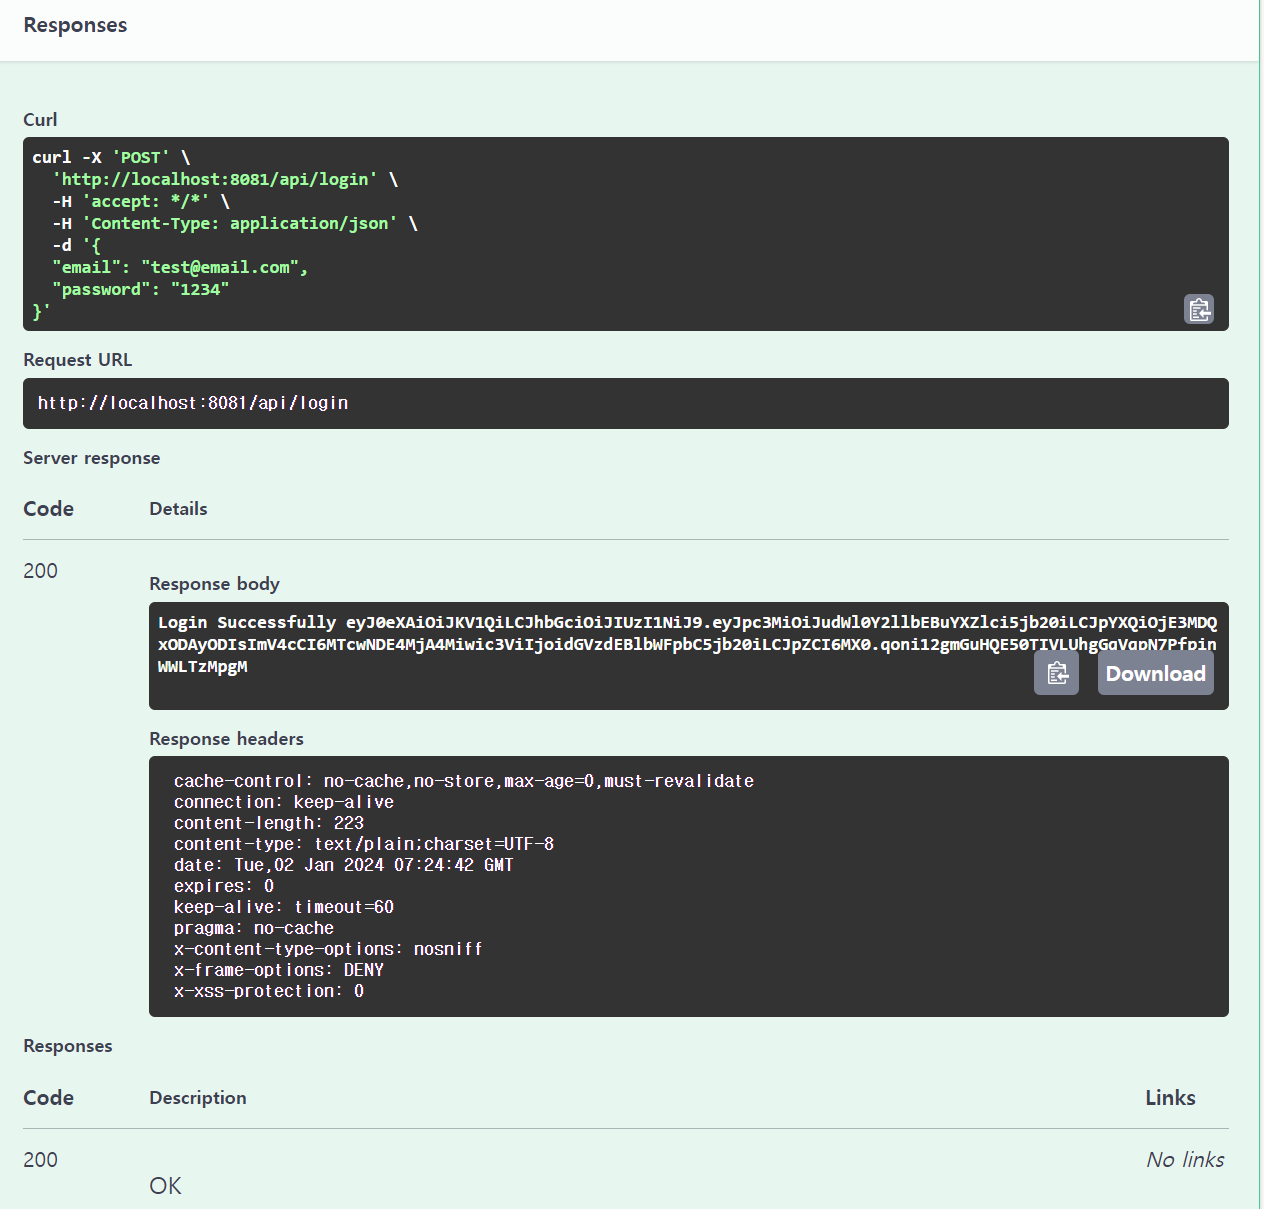 Responses
Curl
curl -X 'POST' \
  'http://localhost:8081/api/login' \
  -H 'accept: */*' \
  -H 'Content-Type: application/json' \
  -d '{
  "email": "test@email.com",
  "password": "1234"
}'
Request URL
http://localhost:8081/api/login
Server response
Code Details
200
Response body
Login Successfully eyJ0eXAiOiJKV1QiLCJhbGciOiJIUzI1NiJ9.eyJpc3MiOiJudWl0Y2llbEBuYXZlci5jb20iLCJpYXQiOjE3MDQ
xODAyODIsImV4cCI6MTcwNDE4MjA4Miwic3ViIjoidGVzdEBlbWFpbC5jb20iLCJpZCI6MX0.qoni12gmGuHQE50TIVLUhgGqVqpN7Pfpin
WWLTzMpgM
Download
Response headers
cache-control: no-cache,no-store,max-age=0,must-revalidate
connection: keep-alive
content-length: 223
content-type: text/plain;charset=UTF-8
date: Tue,02 Jan 2024 07:24:42 GMT
expires: 0
keep-alive: timeout=60
pragma: no-cache
x-content-type-options: nosniff
x-frame-options: DENY
x-xss-protection: 0
Responses
Code Description Links
200 No links
OK